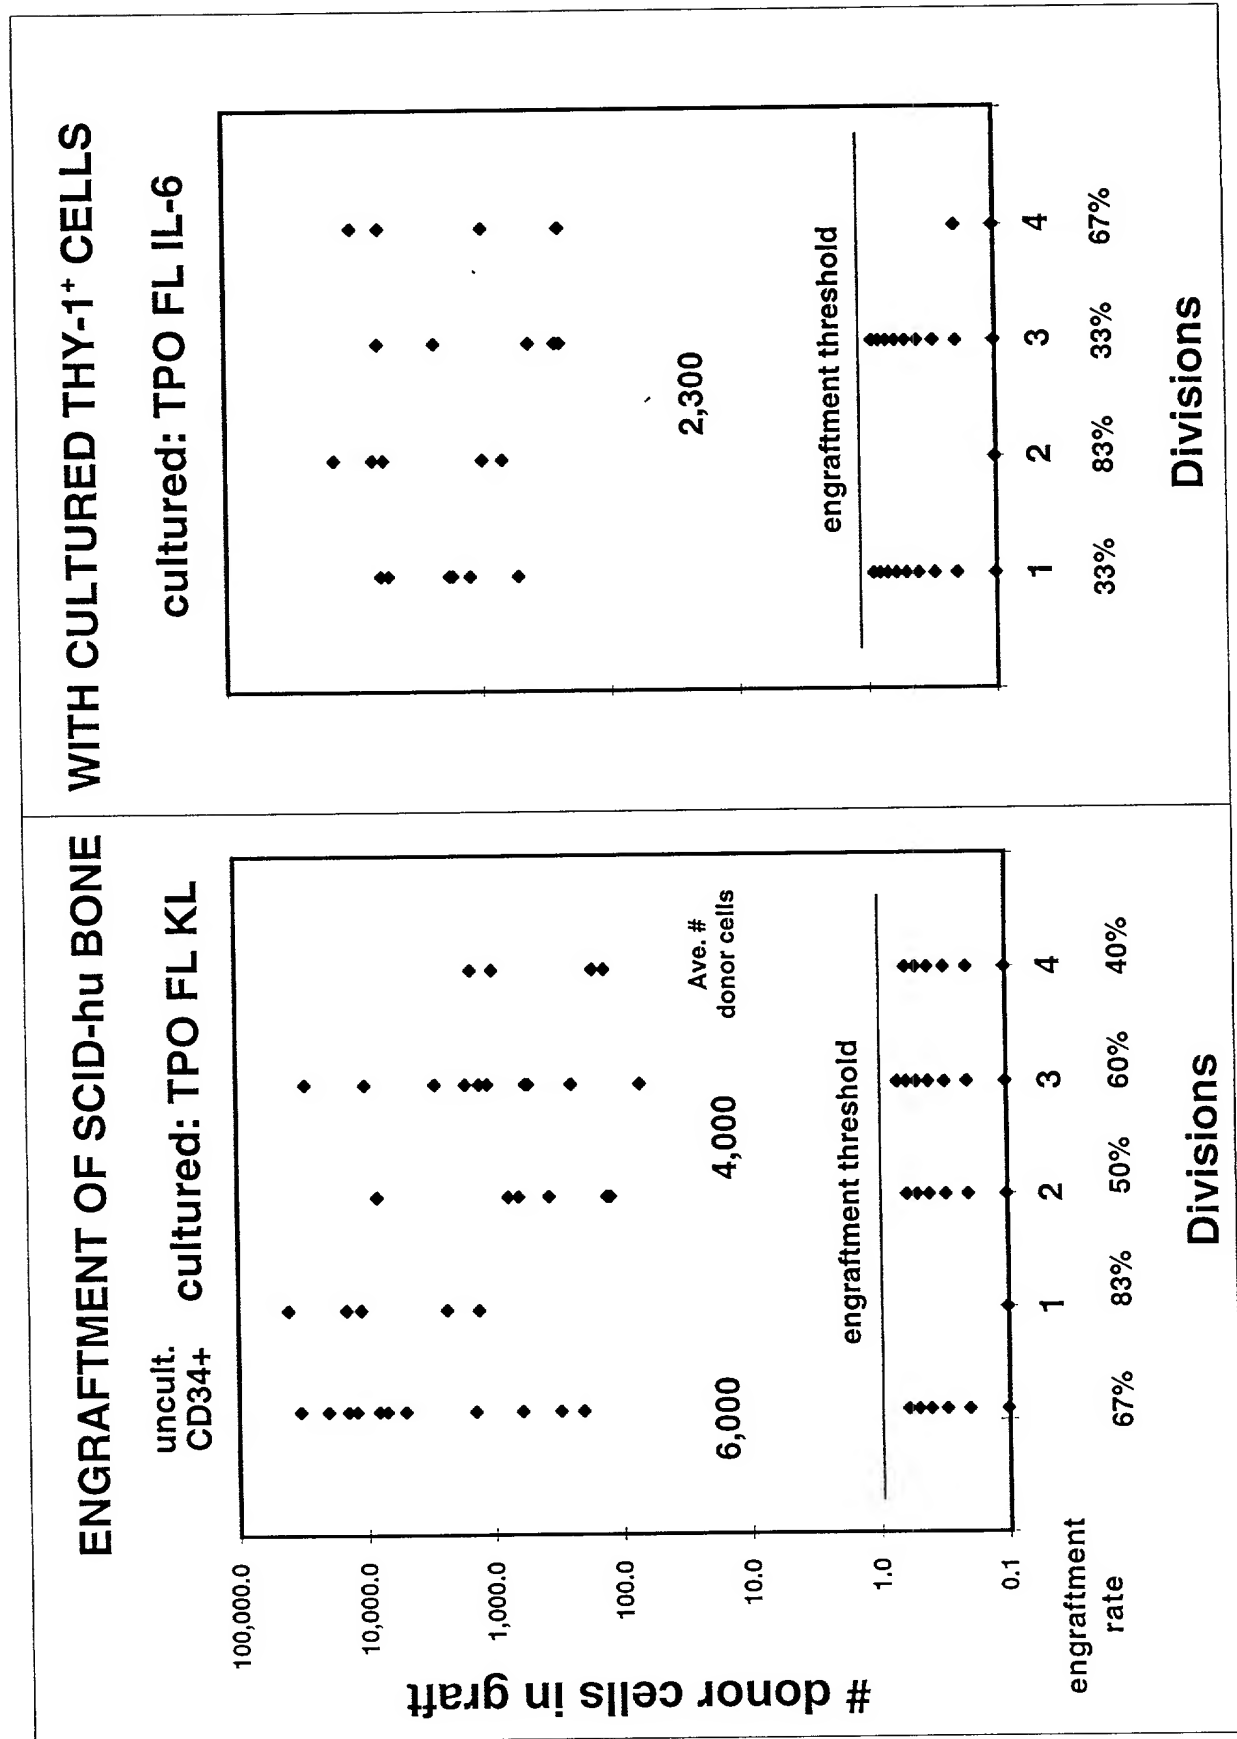 ENGRAFTMENT OF SCID-hu BONE WITH CULTURED THY-1⁺ CELLS
uncult.
CD34+
cultured: TPO FL KL
cultured: TPO FL IL-6
# donor cells in graft
100,000.0
10,000.0
1,000.0
100.0
10.0
1.0
0.1
6,000
4,000
Ave. #
donor cells
2,300
engraftment threshold
engraftment threshold
1 2 3 4
1 2 3 4
engraftment
rate
67% 83% 50% 60% 40%
33% 83% 33% 67%
Divisions
Divisions